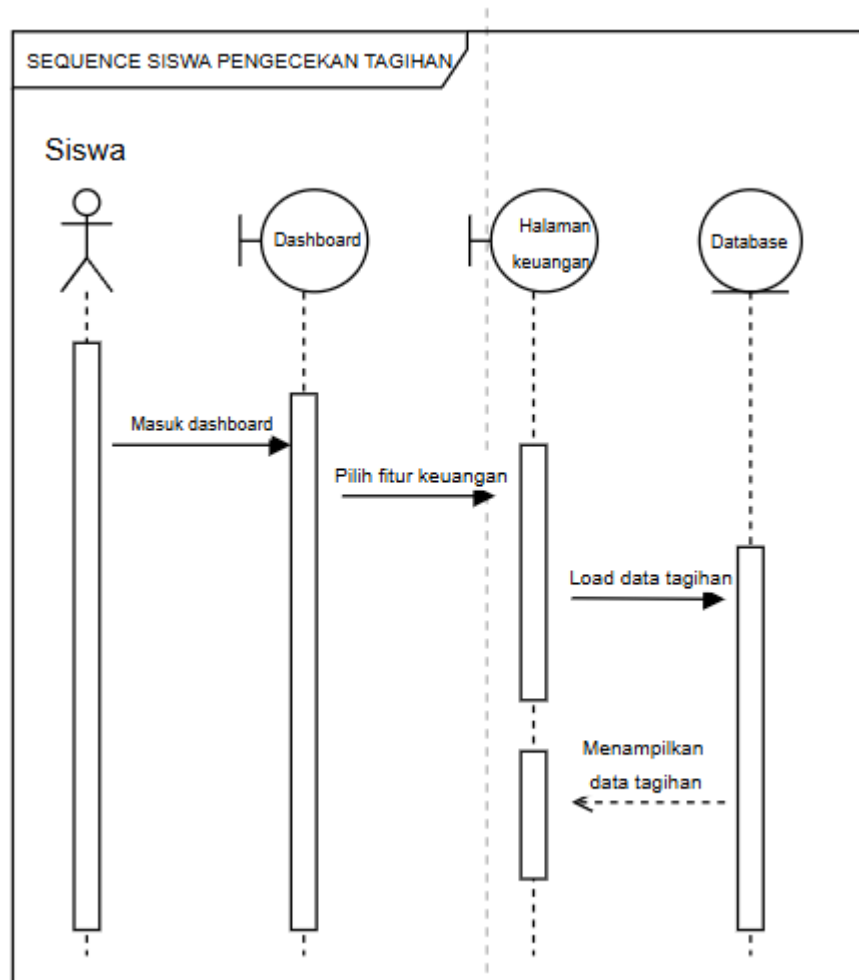 SEQUENCE SISWA PENGECEKAN TAGIHAN
Siswa
Dashboard
Halaman
keuangan
Database
Masuk dashboard
Pilih fitur keuangan
Load data tagihan
Menampilkan
data tagihan